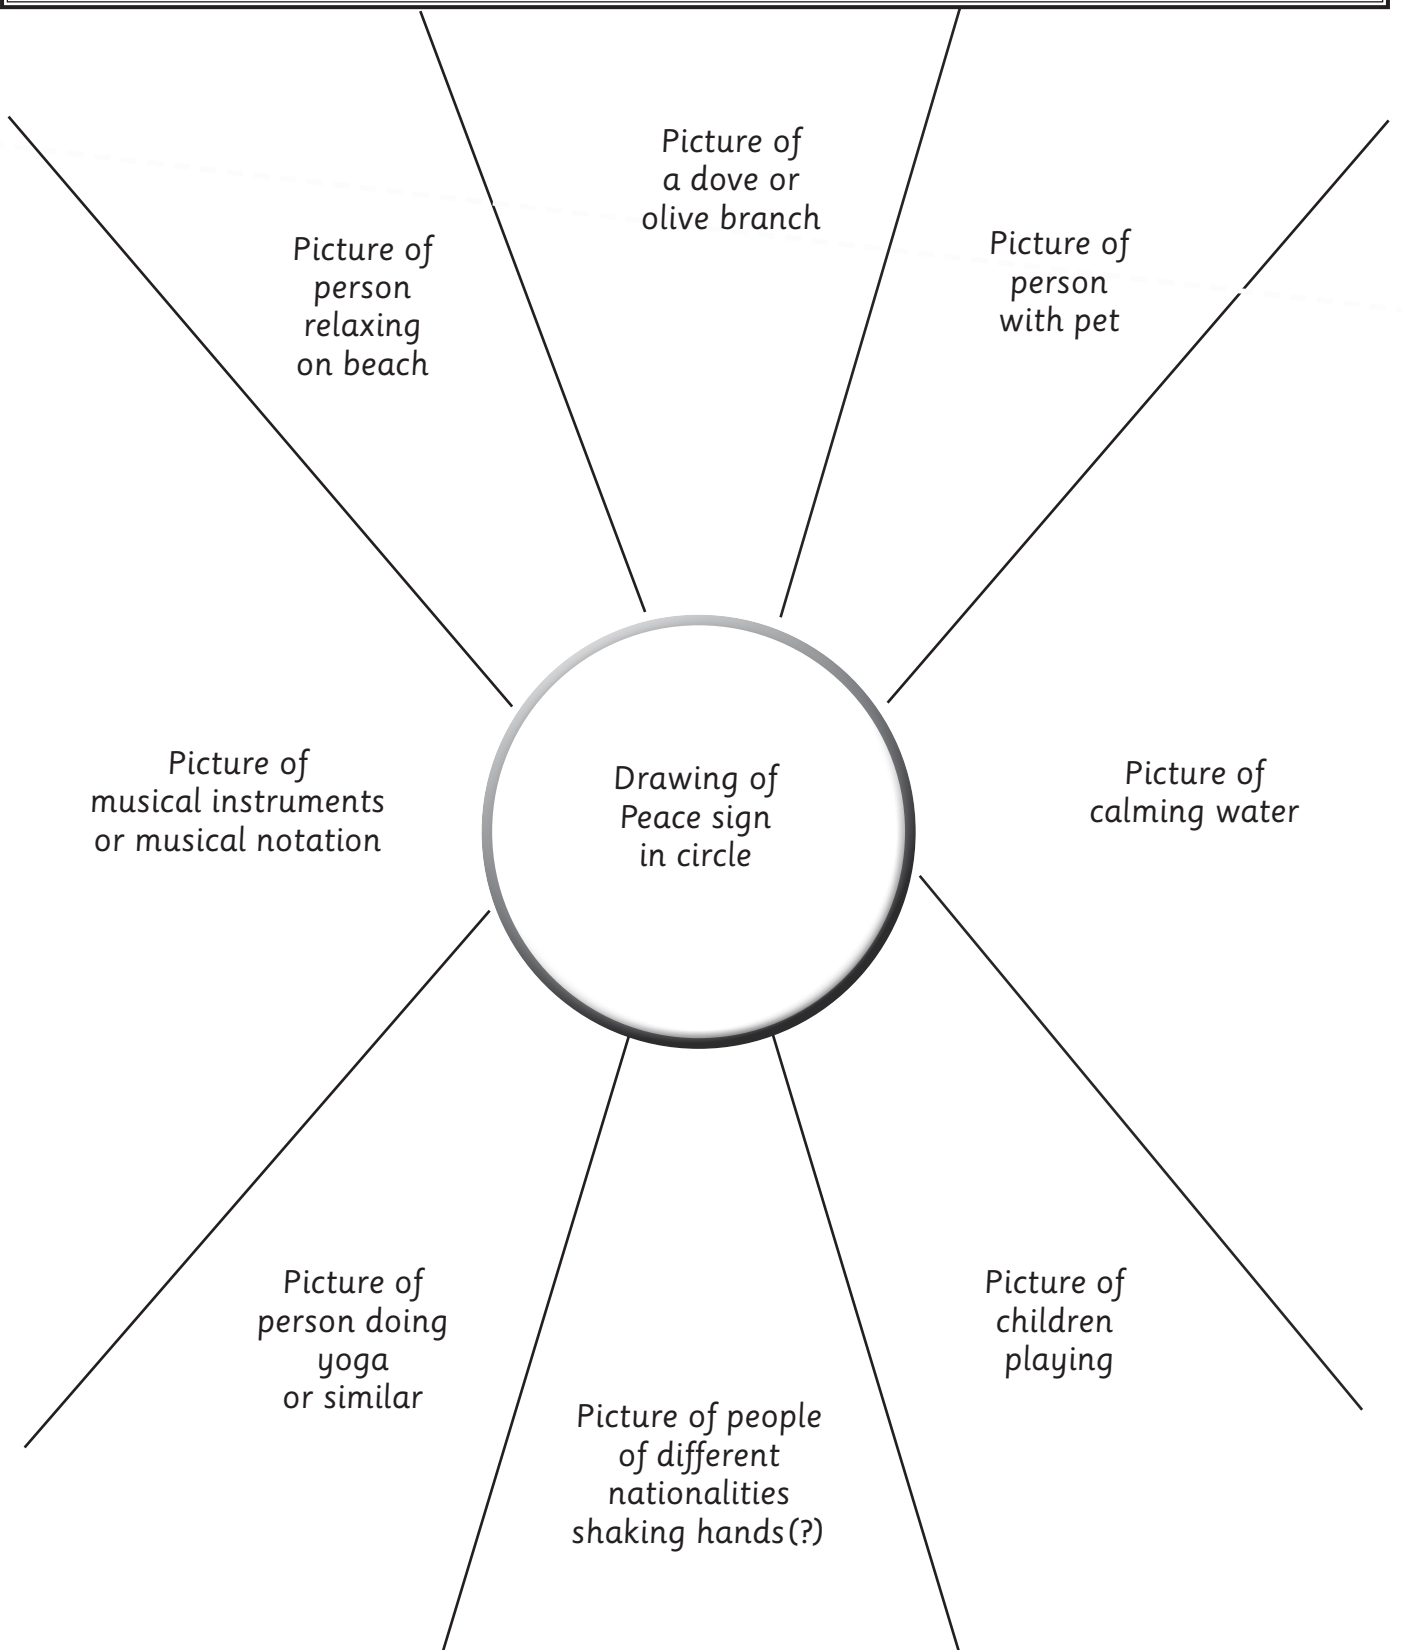 Picture of
a dove or
olive branch
Picture of
person
with pet
Picture of
person
relaxing
on beach
Picture of
musical instruments
or musical notation
Drawing of
Peace sign
in circle
Picture of
calming water
Picture of
person doing
yoga
or similar
Picture of
children
playing
Picture of people
of different
nationalities
shaking hands(?)